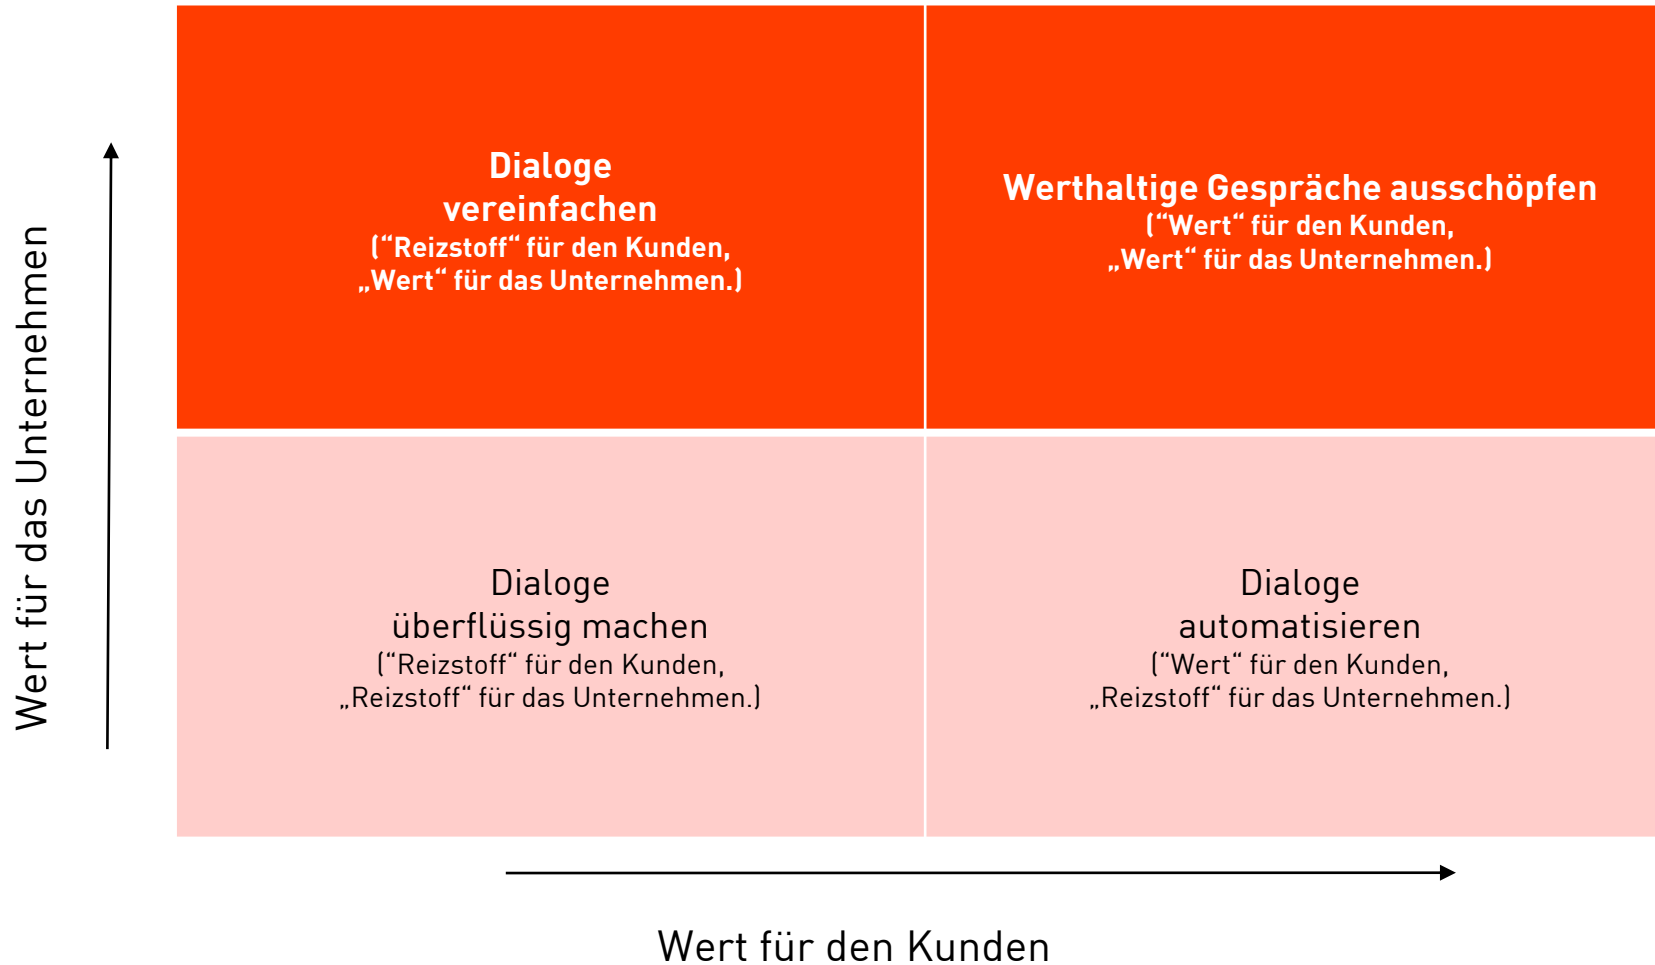 Wert für das Unternehmen
Dialoge
vereinfachen
(“Reizstoff“ für den Kunden,
„Wert“ für das Unternehmen.)
Werthaltige Gespräche ausschöpfen
(“Wert“ für den Kunden,
„Wert“ für das Unternehmen.)
Dialoge
überflüssig machen
(“Reizstoff“ für den Kunden,
„Reizstoff“ für das Unternehmen.)
Dialoge
automatisieren
(“Wert“ für den Kunden,
„Reizstoff“ für das Unternehmen.)
Wert für den Kunden